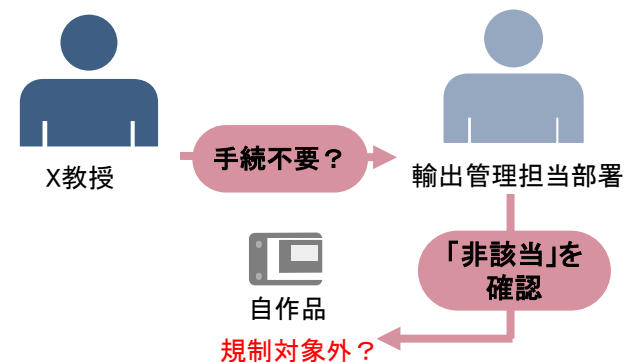 手続不要？
X教授
輸出管理担当部署
「非該当」を
確認
自作品
規制対象外？